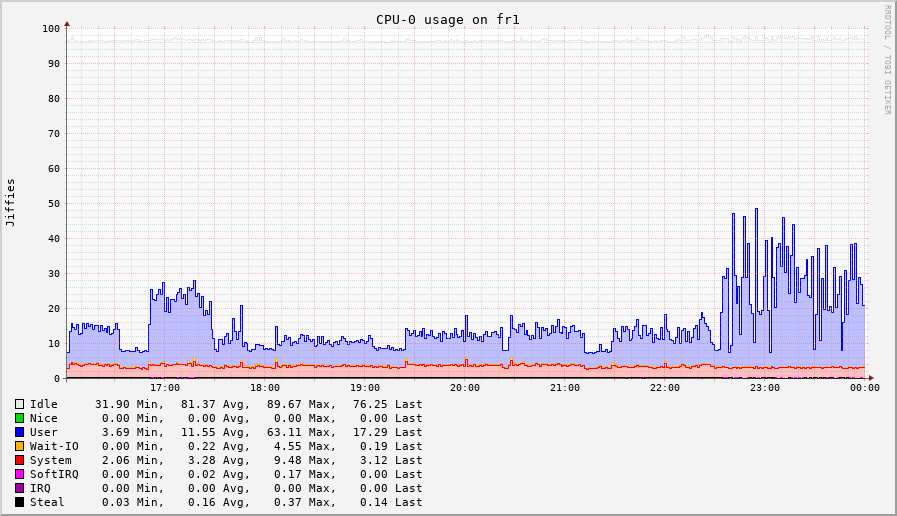 CPU-0 usage on fr1
RRDTOOL / TOBI OETIKER
Jiffies
100
90
80
70
60
50
40
30
20
10
0
17:00 18:00 19:00 20:00 21:00 22:00 23:00 00:00
Idle 31.90 Min, 81.37 Avg, 89.67 Max, 76.25 Last
Nice 0.00 Min, 0.00 Avg, 0.00 Max, 0.00 Last
User 3.69 Min, 11.55 Avg, 63.11 Max, 17.29 Last
Wait-IO 0.00 Min, 0.22 Avg, 4.55 Max, 0.19 Last
System 2.06 Min, 3.28 Avg, 9.48 Max, 3.12 Last
SoftIRQ 0.00 Min, 0.02 Avg, 0.17 Max, 0.00 Last
IRQ 0.00 Min, 0.00 Avg, 0.00 Max, 0.00 Last
Steal 0.03 Min, 0.16 Avg, 0.37 Max, 0.14 Last